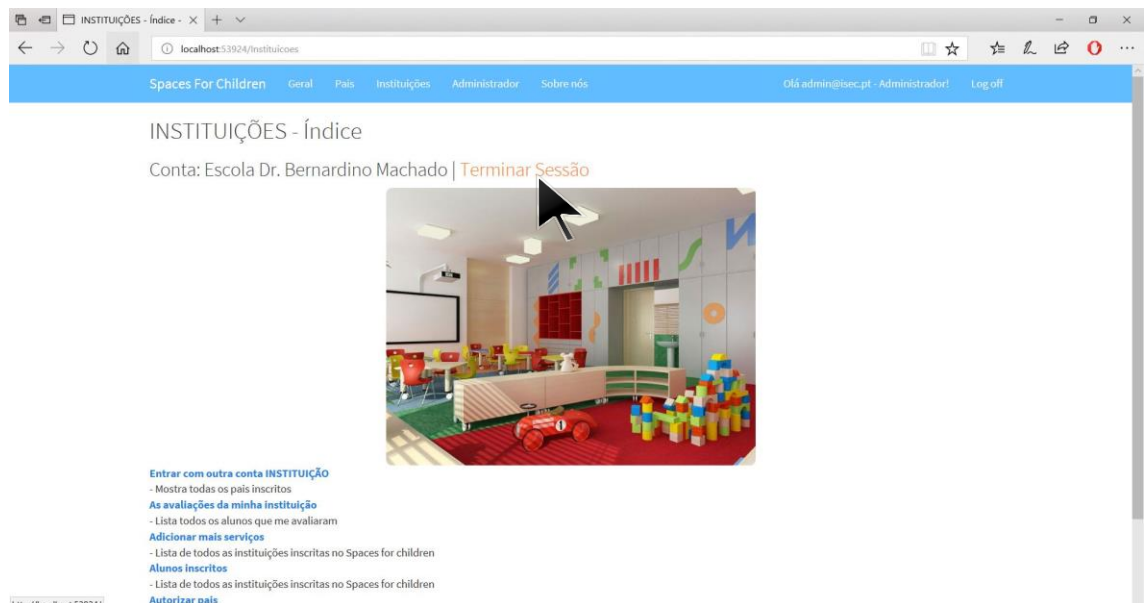 INSTITUIÇÕES - Índice -
localhost:53924/Instituicoes
Spaces For Children Geral Pais Instituições Administrador Sobre nós Olá admin@isec.pt - Administrador! Log off
INSTITUIÇÕES - Índice
Conta: Escola Dr. Bernardino Machado | Terminar Sessão
1
Entrar com outra conta INSTITUIÇÃO
- Mostra todas os pais inscritos
As avaliações da minha instituição
- Lista todos os alunos que me avaliaram
Adicionar mais serviços
- Lista de todos as instituições inscritas no Spaces for children
Alunos inscritos
- Lista de todos as instituições inscritas no Spaces for children
Autorizar pais